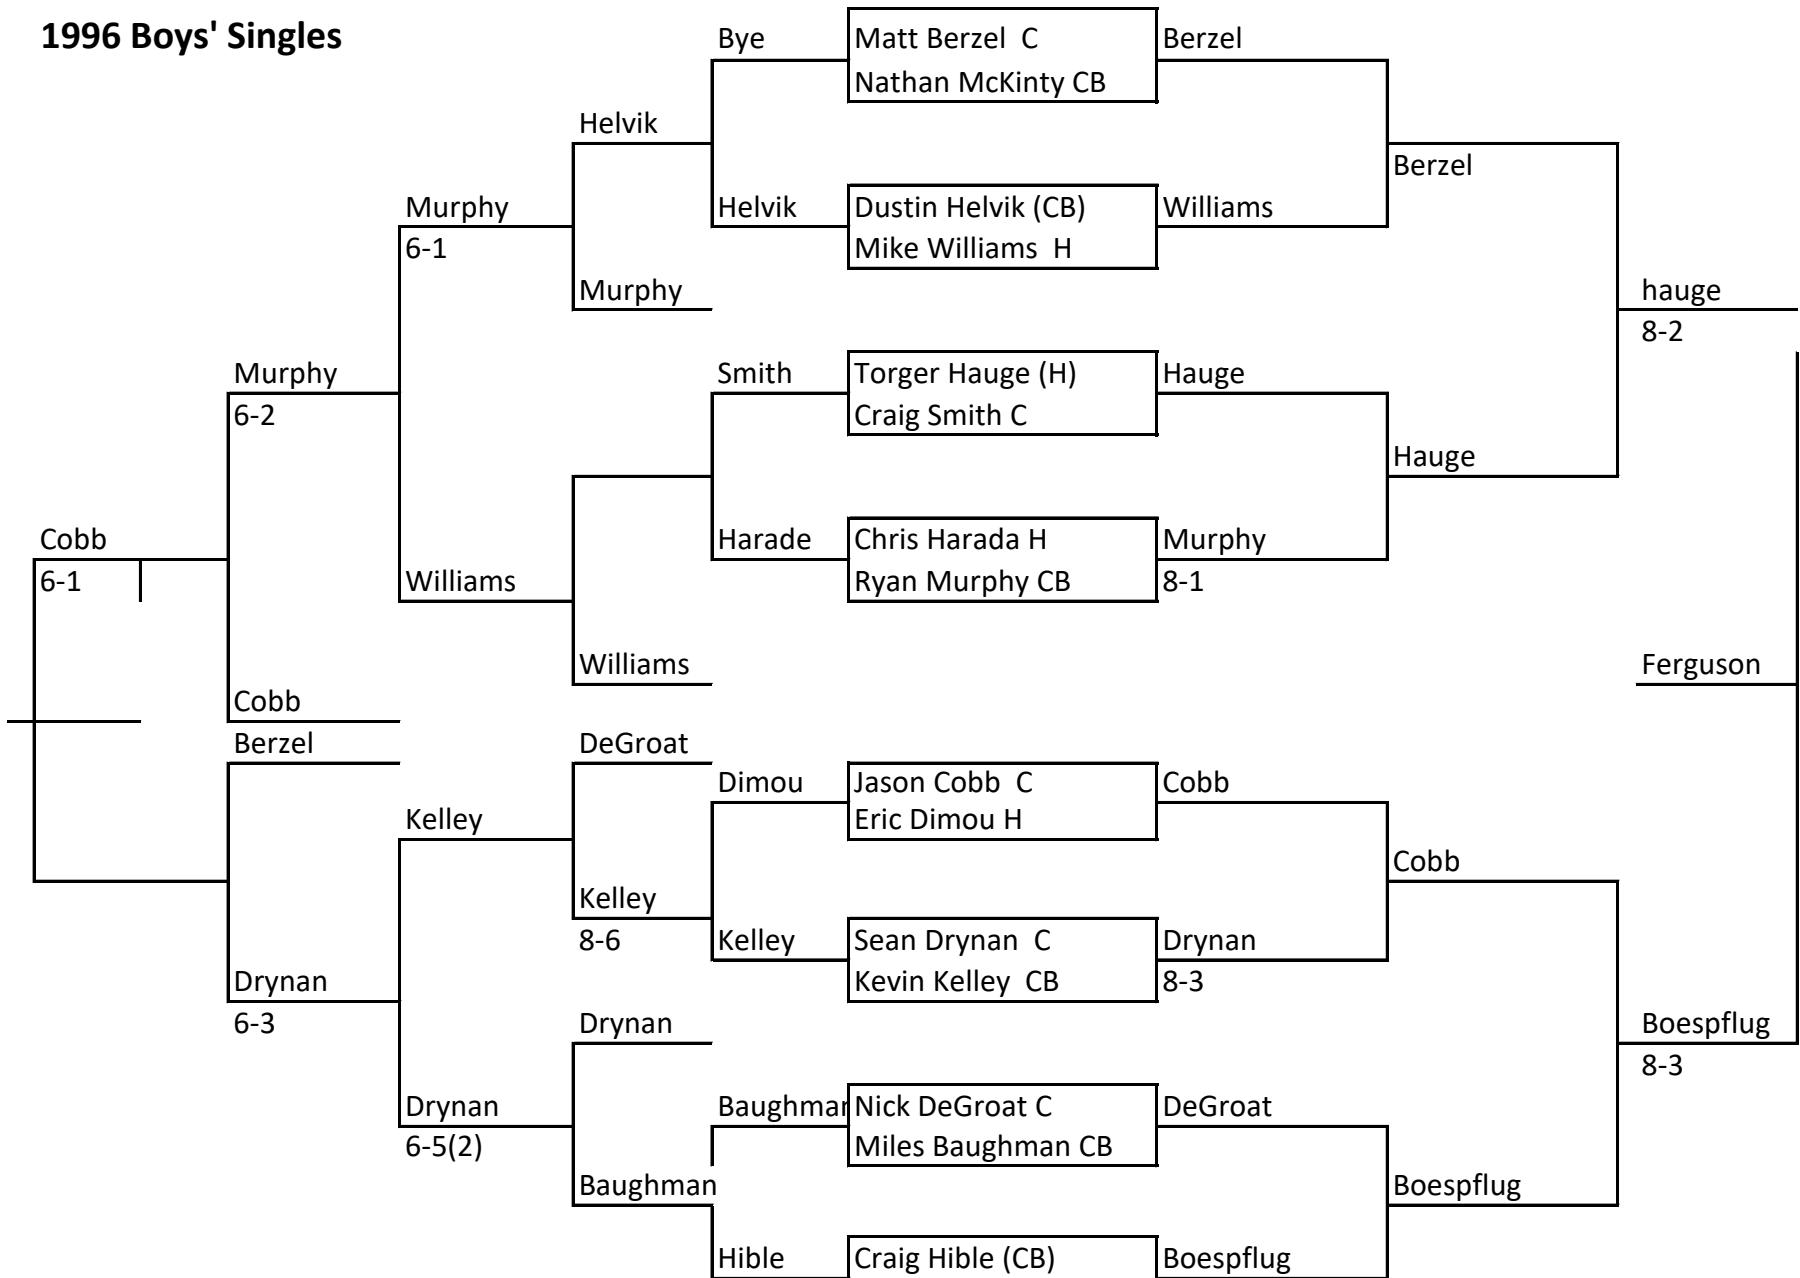 1996 Boys' Singles
Bye
Matt Berzel  C
Berzel
Nathan McKinty CB
Helvik
Berzel
Murphy
Helvik
Dustin Helvik (CB)
Williams
6-1
Mike Williams  H
Murphy
hauge
8-2
Murphy
Smith
Torger Hauge (H)
Hauge
6-2
Craig Smith C
Hauge
Cobb
Harade
Chris Harada H
Murphy
6-1
Williams
Ryan Murphy CB
8-1
Williams
Ferguson
Cobb
Berzel
DeGroat
Dimou
Jason Cobb  C
Cobb
Kelley
Eric Dimou H
Cobb
Kelley
8-6
Kelley
Sean Drynan  C
Drynan
Drynan
Kevin Kelley  CB
8-3
6-3
Drynan
Boespflug
8-3
Drynan
Baughman
Nick DeGroat C
DeGroat
6-5(2)
Miles Baughman CB
Baughman
Boespflug
Hible
Craig Hible (CB)
Boespflug